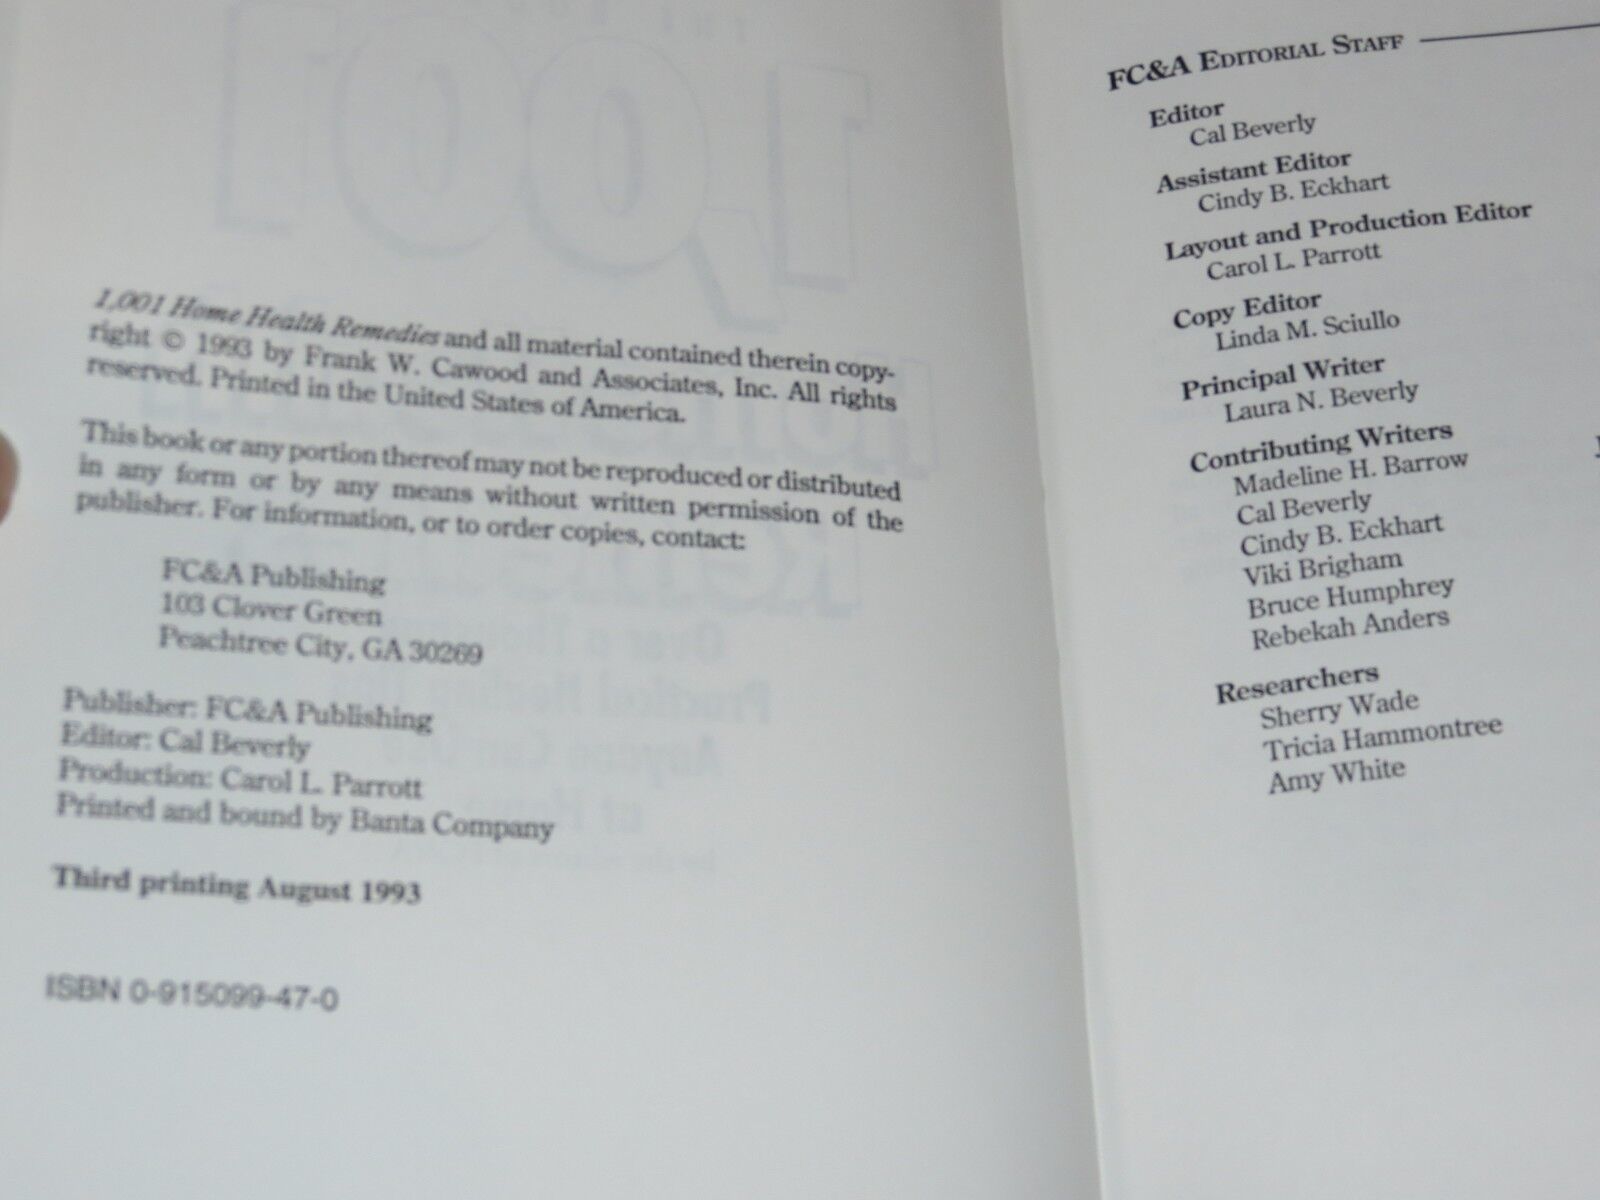 1,001 Home Health Remedies and all material contained therein copy-
right © 1993 by Frank W. Cawood and Associates, Inc. All rights
reserved. Printed in the United States of America.
This book or any portion thereof may not be reproduced or distributed
in any form or by any means without written permission of the
publisher. For information, or to order copies, contact:
FC&A Publishing
103 Clover Green
Peachtree City, GA 30269
Publisher: FC&A Publishing
Editor: Cal Beverly
Production: Carol L. Parrott
Printed and bound by Banta Company
Third printing August 1993
ISBN 0-915099-47-0
FC&A EDITORIAL STAFF
Editor
Cal Beverly
Assistant Editor
Cindy B. Eckhart
Layout and Production Editor
Carol L. Parrott
Copy Editor
Linda M. Sciullo
Principal Writer
Laura N. Beverly
Contributing Writers
Madeline H. Barrow
Cal Beverly
Cindy B. Eckhart
Viki Brigham
Bruce Humphrey
Rebekah Anders
Researchers
Sherry Wade
Tricia Hammontree
Amy White